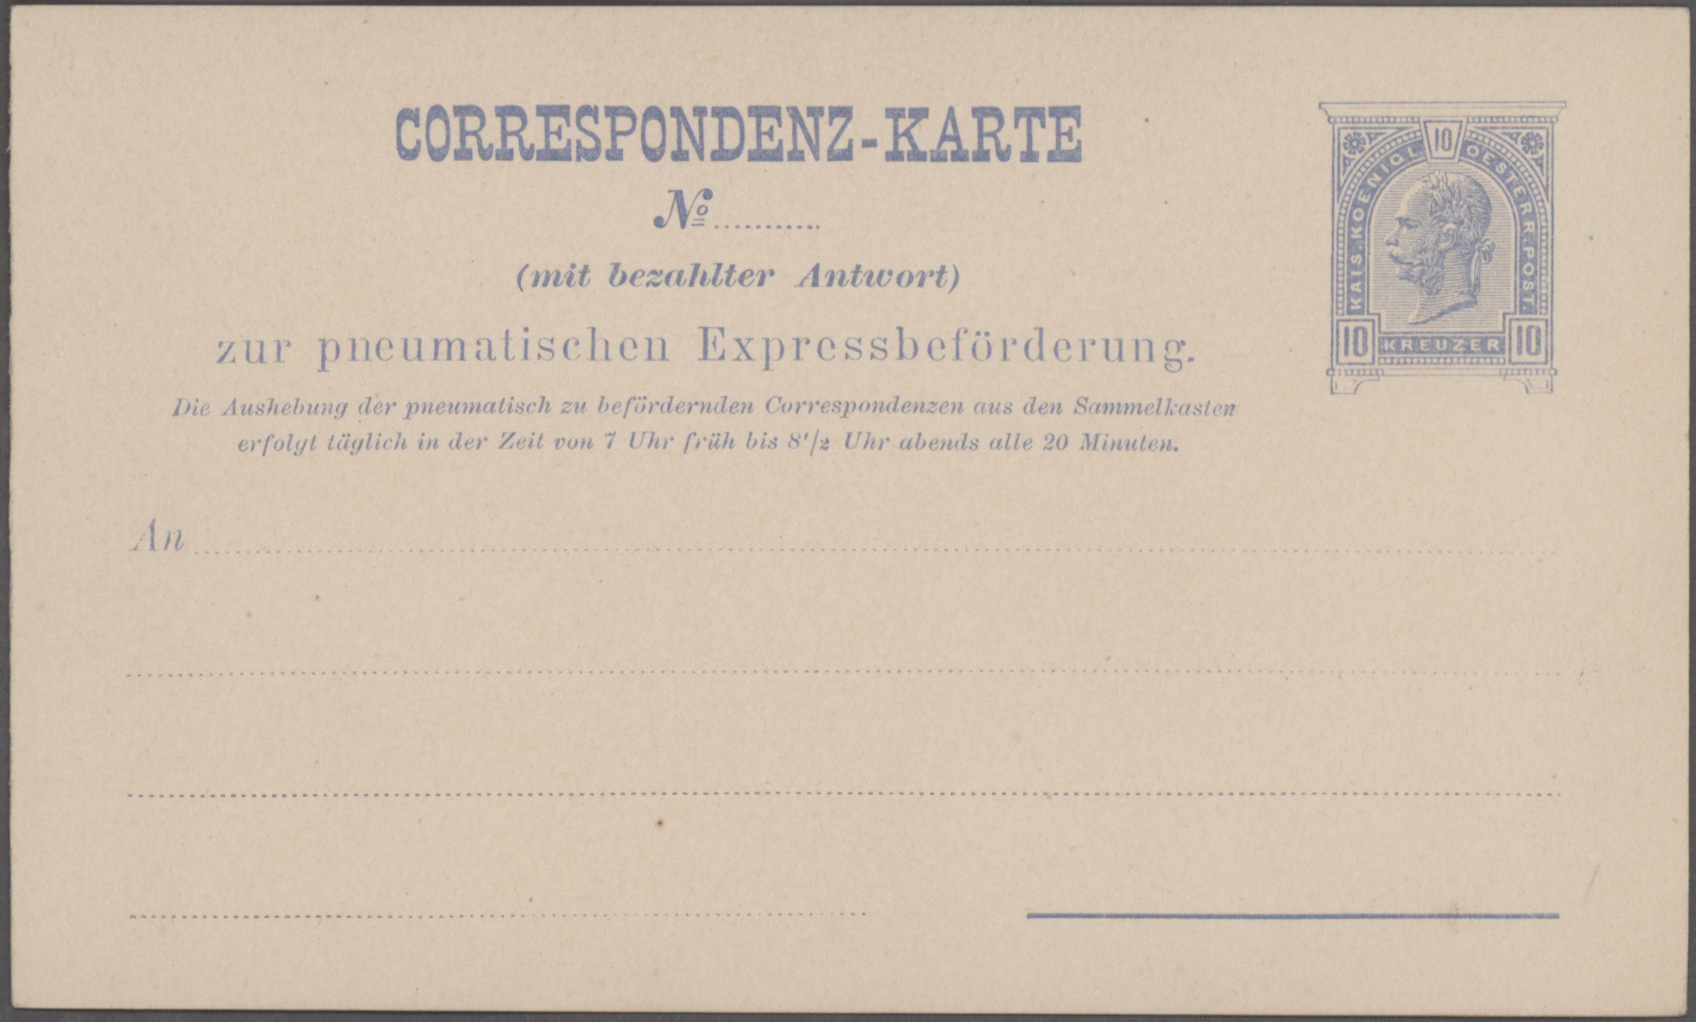 CORRESPONDENZ-KARTE
№
(mit bezahlter Antwort)
zur pneumatischen Expressbeförderung.
Die Aushebung der pneumatisch zu befördernden Correspondenzen aus den Sammelkasten
erfolgt täglich in der Zeit von 7 Uhr früh bis 8 1/2 Uhr abends alle 20 Minuten.
An
10
KAIS. KOENIGL. OESTERR. POST.
10 KREUZER 10